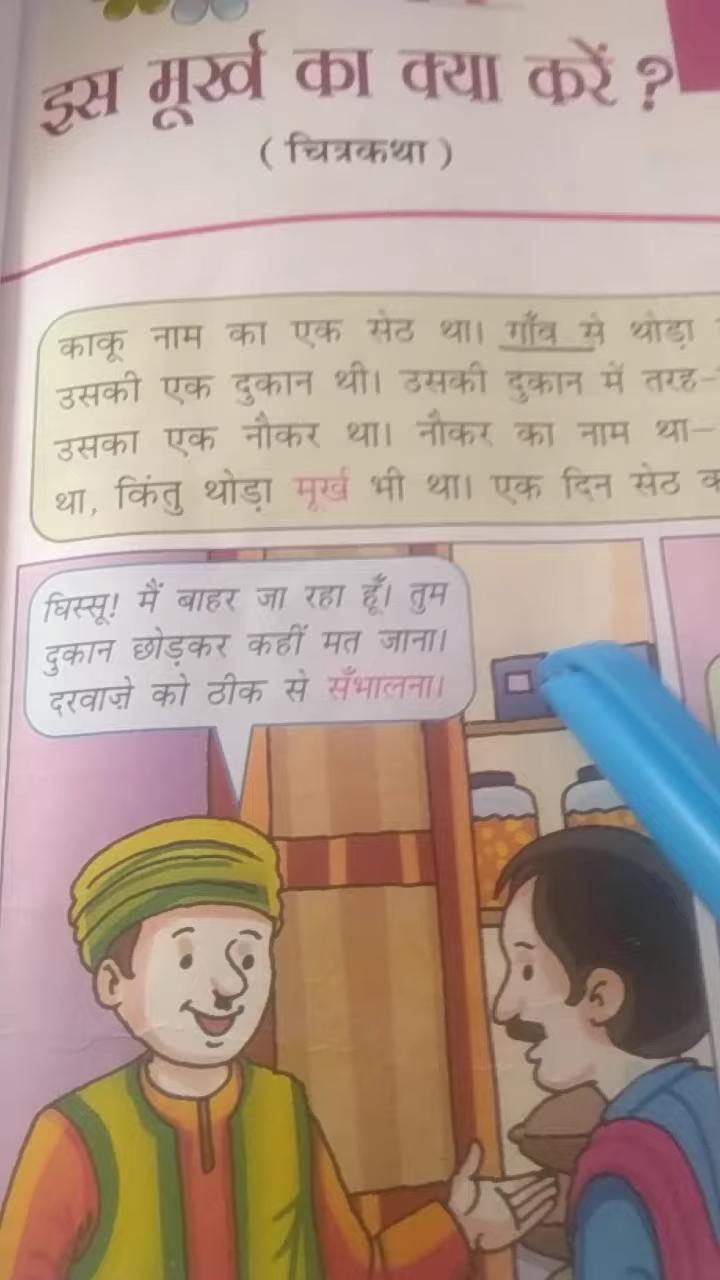 इस मूर्ख का क्या करें ?
( चित्रकथा )
काकू नाम का एक सेठ था। गाँव से थोड़ा
उसकी एक दुकान थी। उसकी दुकान में तरह-
उसका एक नौकर था। नौकर का नाम था–
था, किंतु थोड़ा मूर्ख भी था। एक दिन सेठ
घिस्सू! मैं बाहर जा रहा हूँ। तुम
दुकान छोड़कर कहीं मत जाना।
दरवाज़े को ठीक से सँभालना।